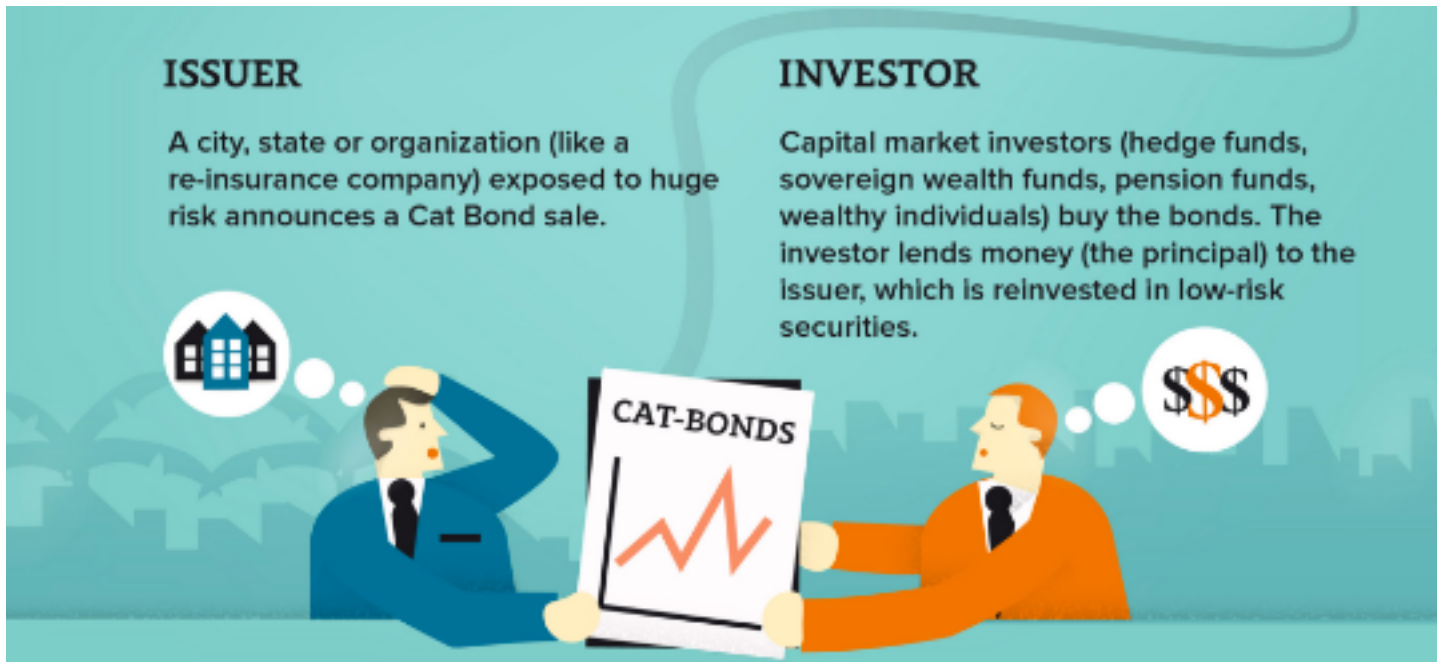 ISSUER
A city, state or organization (like a
re-insurance company) exposed to huge
risk announces a Cat Bond sale.
INVESTOR
Capital market investors (hedge funds,
sovereign wealth funds, pension funds,
wealthy individuals) buy the bonds. The
investor lends money (the principal) to the
issuer, which is reinvested in low-risk
securities.
$$$
CAT-BONDS